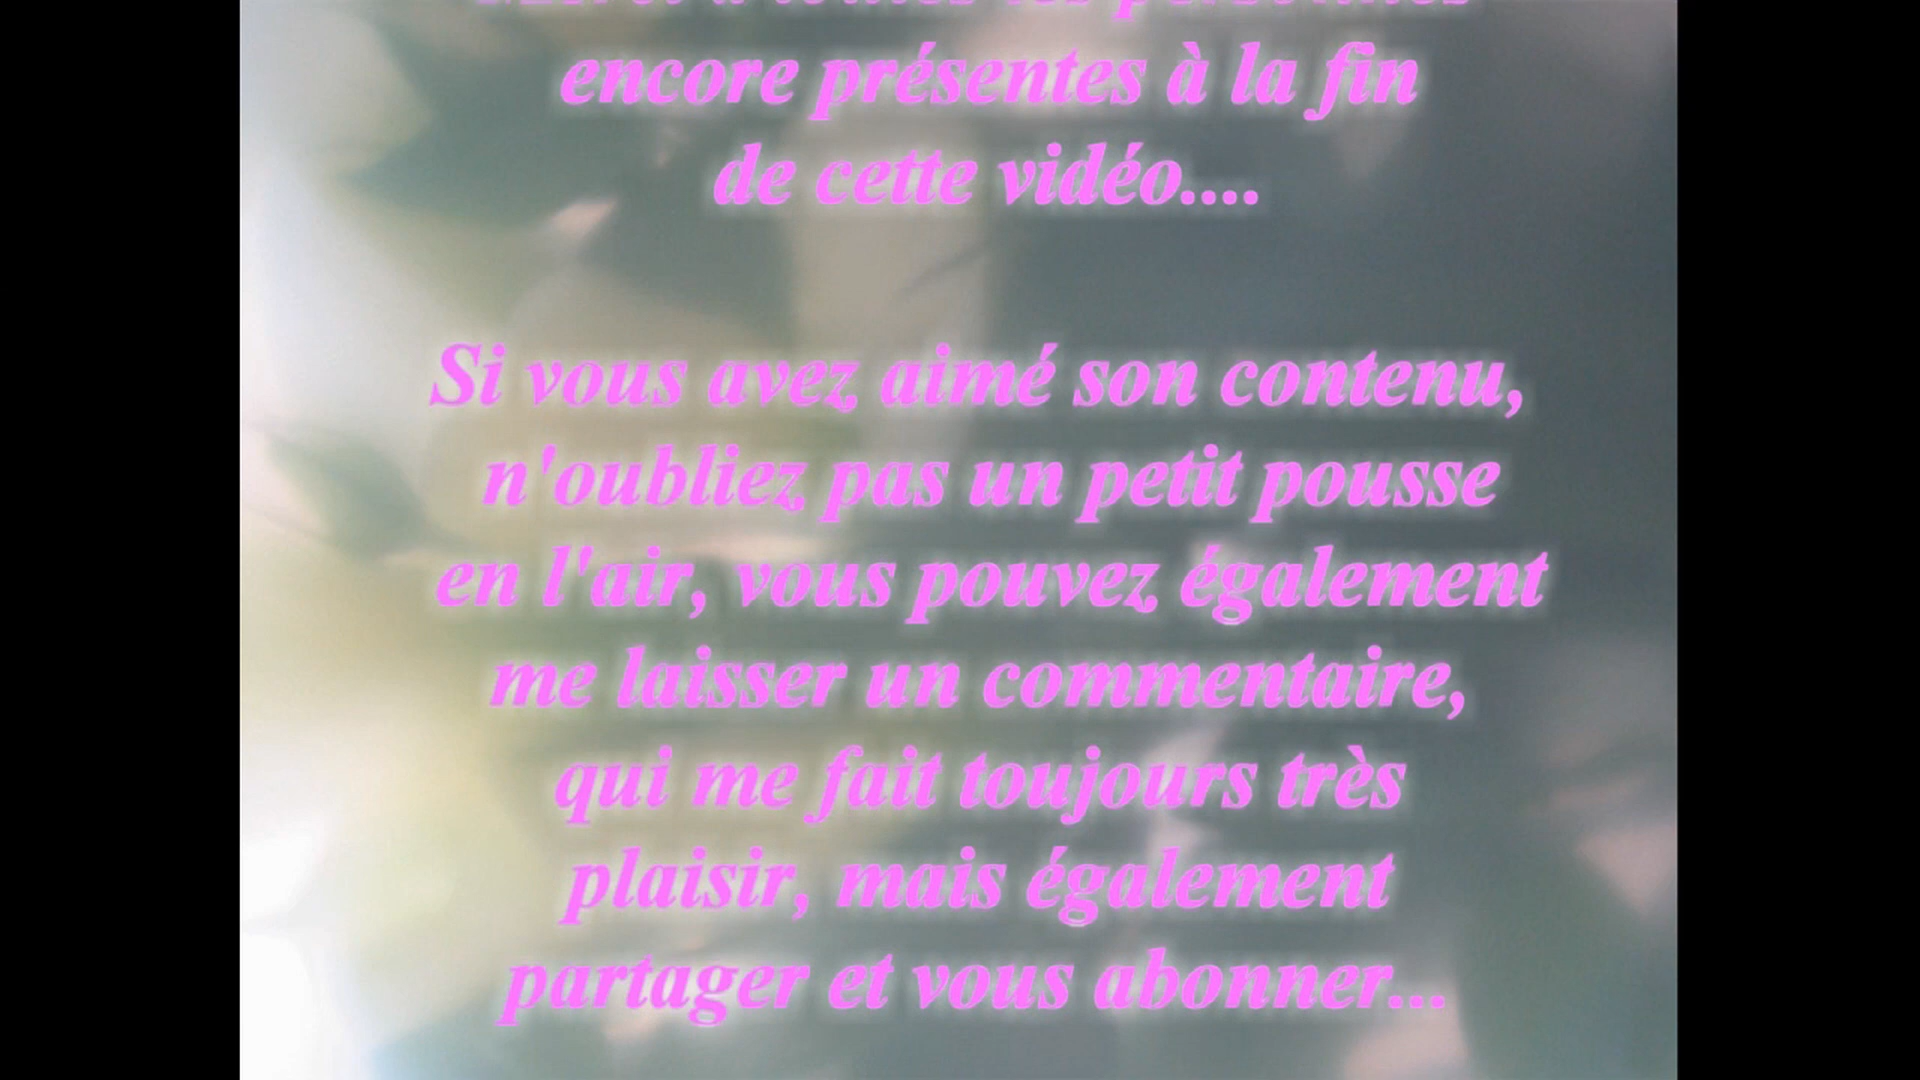 encore présentes à la fin
de cette vidéo....
Si vous avez aimé son contenu,
n'oubliez pas un petit pousse
en l'air, vous pouvez également
me laisser un commentaire,
qui me fait toujours très
plaisir, mais également
partager et vous abonner...